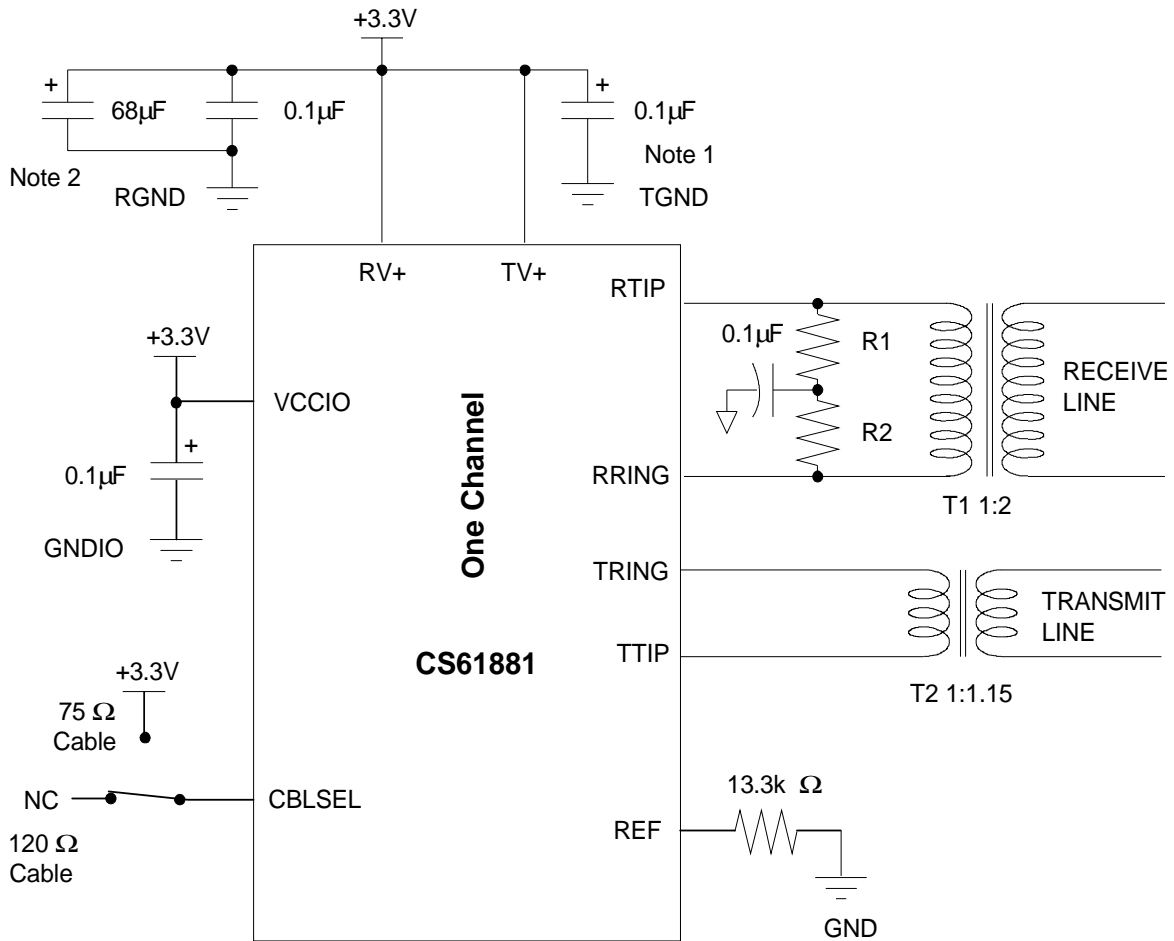 +3.3V
+
68µF
0.1µF
+
0.1µF
Note 1
Note 2
RGND
TGND
RV+
TV+
RTIP
+3.3V
0.1µF
R1
RECEIVE
LINE
VCCIO
One Channel
R2
+
0.1µF
RRING
T1 1:2
GNDIO
TRING
TRANSMIT
LINE
CS61881
TTIP
+3.3V
T2 1:1.15
75 Ω
Cable
13.3k Ω
NC
CBLSEL
REF
120 Ω
Cable
GND